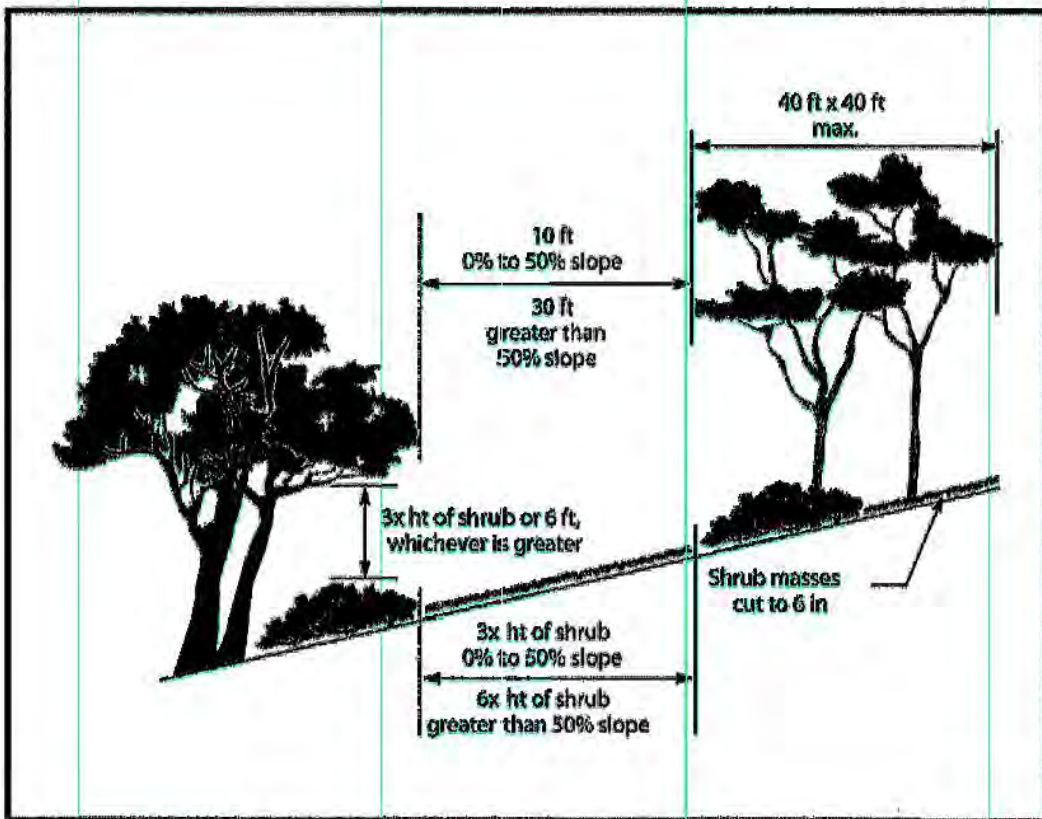 40 ft x 40 ft
max.
10 ft
0% to 50% slope
30 ft
greater than
50% slope
3x ht of shrub or 6 ft,
whichever is greater
Shrub masses
cut to 6 in
3x ht of shrub
0% to 50% slope
6x ht of shrub
greater than 50% slope